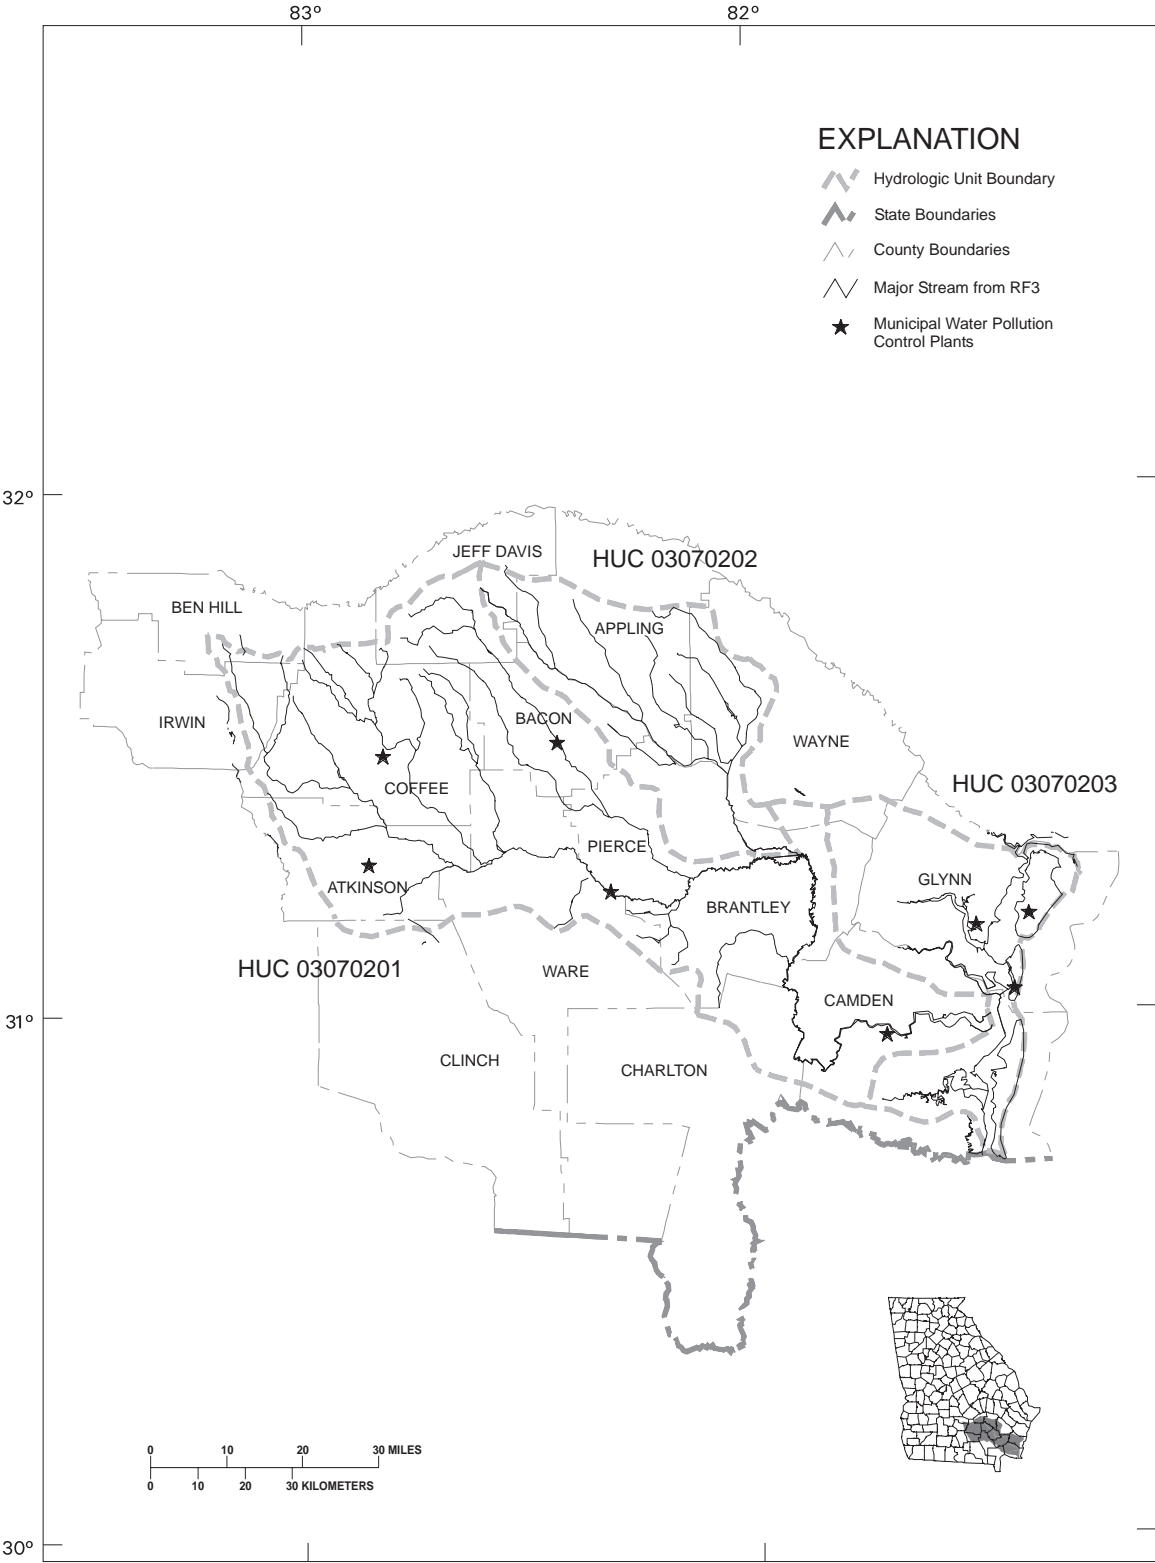 83º
82º
EXPLANATION
Hydrologic Unit Boundary
State Boundaries
County Boundaries
Major Stream from RF3
Municipal Water Pollution
Control Plants
32º
JEFF DAVIS
HUC 03070202
BEN HILL
APPLING
IRWIN
BACON
WAYNE
COFFEE
HUC 03070203
PIERCE
ATKINSON
GLYNN
BRANTLEY
HUC 03070201
WARE
CAMDEN
31º
CLINCH
CHARLTON
0 10 20 30 MILES
0 10 20 30 KILOMETERS
30º